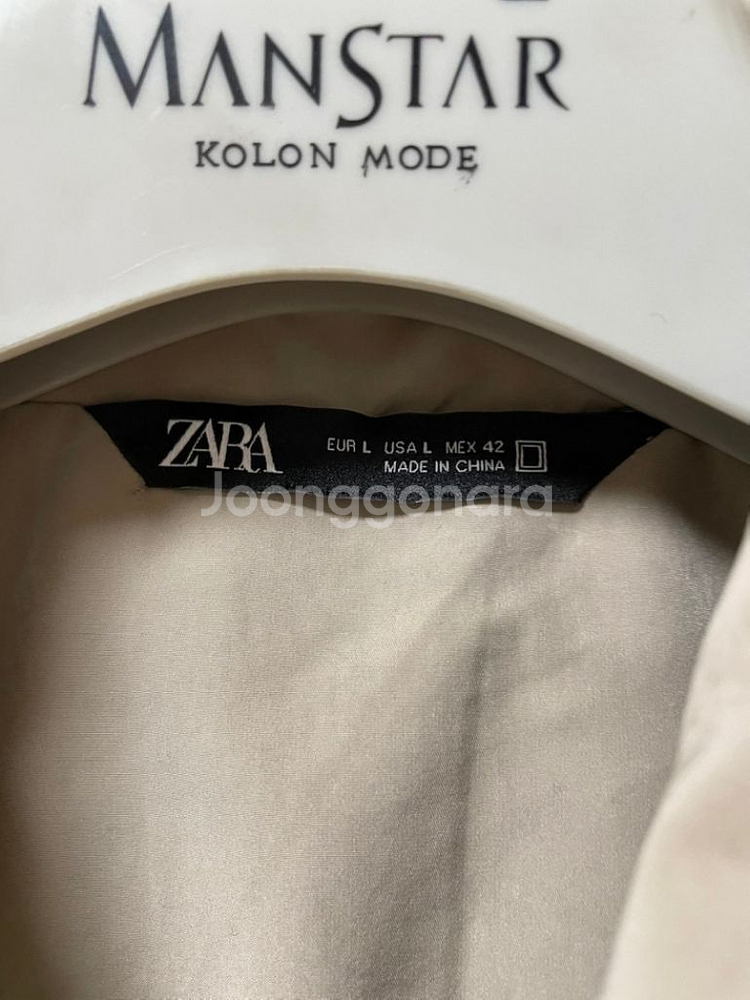 MANSTAR
KOLON MODE
ZARA
EUR L USA L MEX 42
MADE IN CHINA
Joonggonara